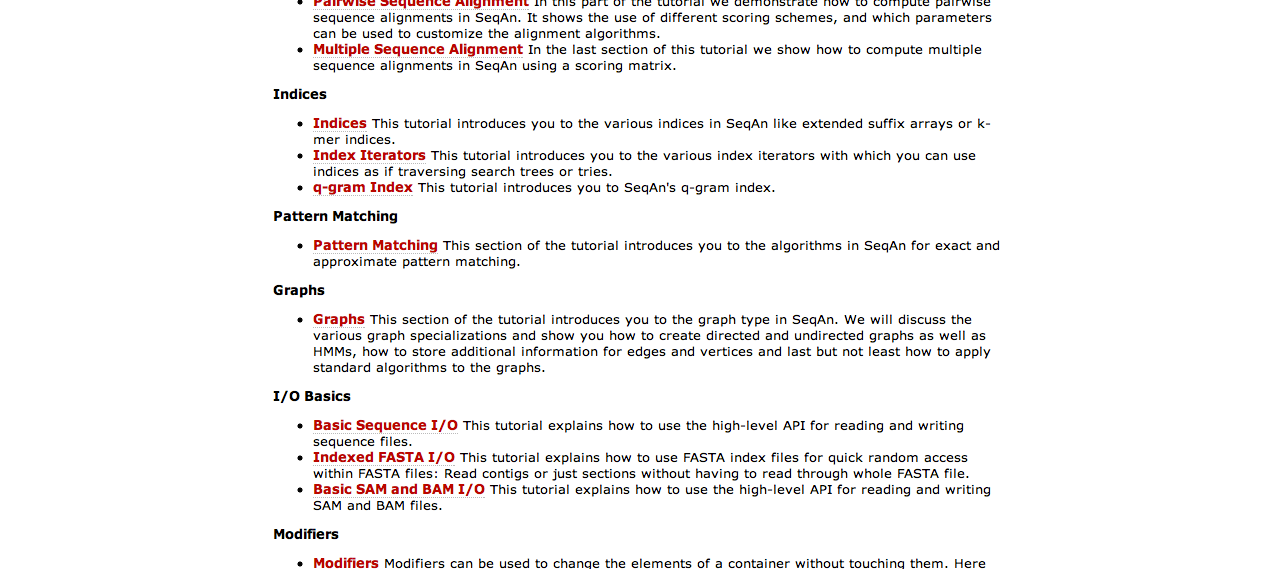 Pairwise Sequence Alignment In this part of the tutorial we demonstrate how to compute pairwise
sequence alignments in SeqAn. It shows the use of different scoring schemes, and which parameters
can be used to customize the alignment algorithms.
Multiple Sequence Alignment In the last section of this tutorial we show how to compute multiple
sequence alignments in SeqAn using a scoring matrix.
Indices
Indices This tutorial introduces you to the various indices in SeqAn like extended suffix arrays or k-
mer indices.
Index Iterators This tutorial introduces you to the various index iterators with which you can use
indices as if traversing search trees or tries.
q-gram Index This tutorial introduces you to SeqAn's q-gram index.
Pattern Matching
Pattern Matching This section of the tutorial introduces you to the algorithms in SeqAn for exact and
approximate pattern matching.
Graphs
Graphs This section of the tutorial introduces you to the graph type in SeqAn. We will discuss the
various graph specializations and show you how to create directed and undirected graphs as well as
HMMs, how to store additional information for edges and vertices and last but not least how to apply
standard algorithms to the graphs.
I/O Basics
Basic Sequence I/O This tutorial explains how to use the high-level API for reading and writing
sequence files.
Indexed FASTA I/O This tutorial explains how to use FASTA index files for quick random access
within FASTA files: Read contigs or just sections without having to read through whole FASTA file.
Basic SAM and BAM I/O This tutorial explains how to use the high-level API for reading and writing
SAM and BAM files.
Modifiers
Modifiers Modifiers can be used to change the elements of a container without touching them. Here